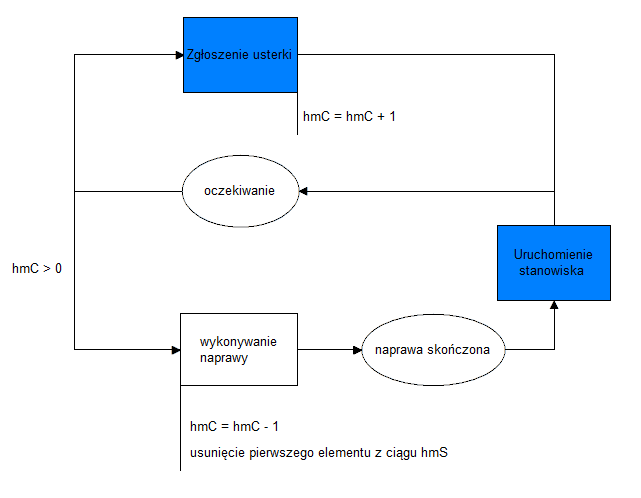 Zgłoszenie usterki
hmC = hmC + 1
oczekiwanie
Uruchomienie
stanowiska
hmC > 0
wykonywanie
naprawy
naprawa skończona
hmC = hmC - 1
usunięcie pierwszego elementu z ciągu hmS